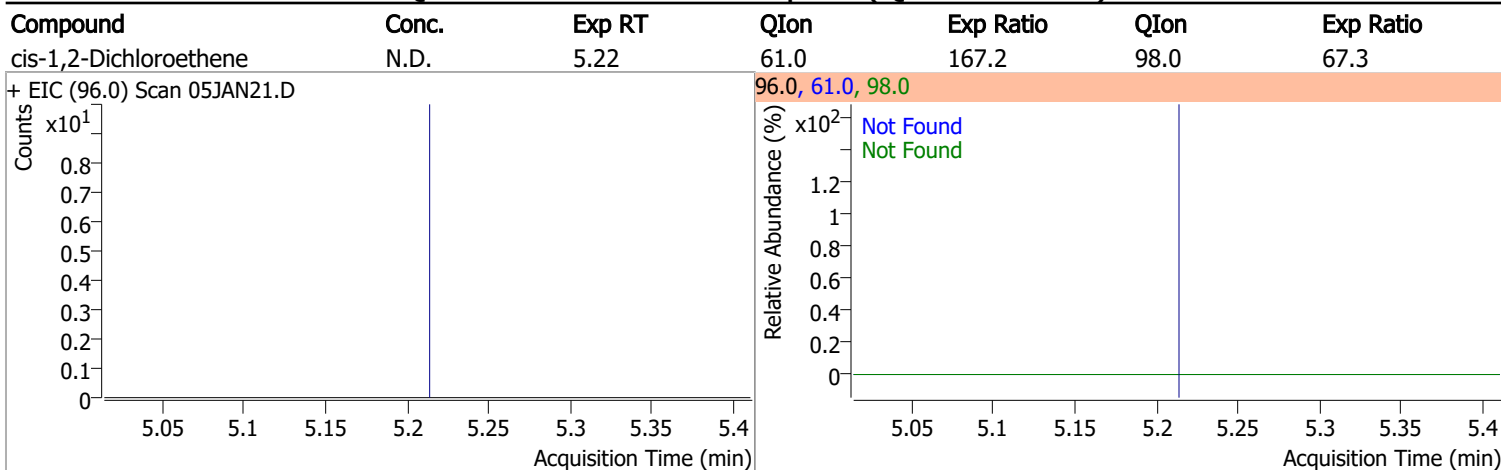 Compound Conc. Exp RT QIon Exp Ratio QIon Exp Ratio
cis-1,2-Dichloroethene N.D. 5.22 61.0 167.2 98.0 67.3
+ EIC (96.0) Scan 05JAN21.D
Counts
x10¹
0.8
0.7
0.6
0.5
0.4
0.3
0.2
0.1
0
5.05 5.1 5.15 5.2 5.25 5.3 5.35 5.4
Acquisition Time (min)
96.0, 61.0, 98.0
Relative Abundance (%)
x10²
Not Found
Not Found
1.2
1
0.8
0.6
0.4
0.2
0
5.05 5.1 5.15 5.2 5.25 5.3 5.35 5.4
Acquisition Time (min)